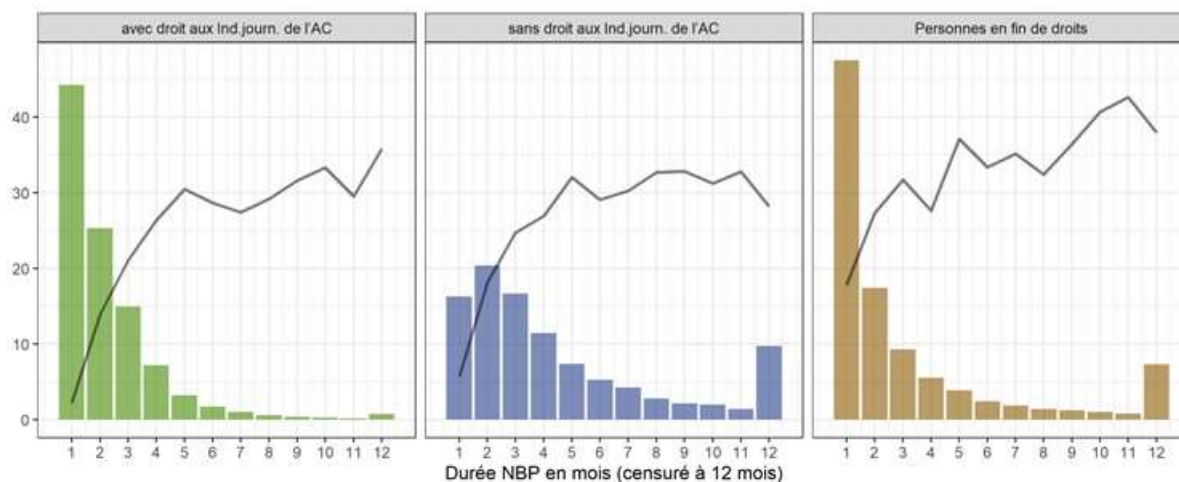 avec droit aux Ind.journ. de l'AC
sans droit aux Ind.journ. de l'AC
Personnes en fin de droits
40
30
20
10
0
1 2 3 4 5 6 7 8 9 10 11 12
1 2 3 4 5 6 7 8 9 10 11 12
1 2 3 4 5 6 7 8 9 10 11 12
Durée NBP en mois (censuré à 12 mois)